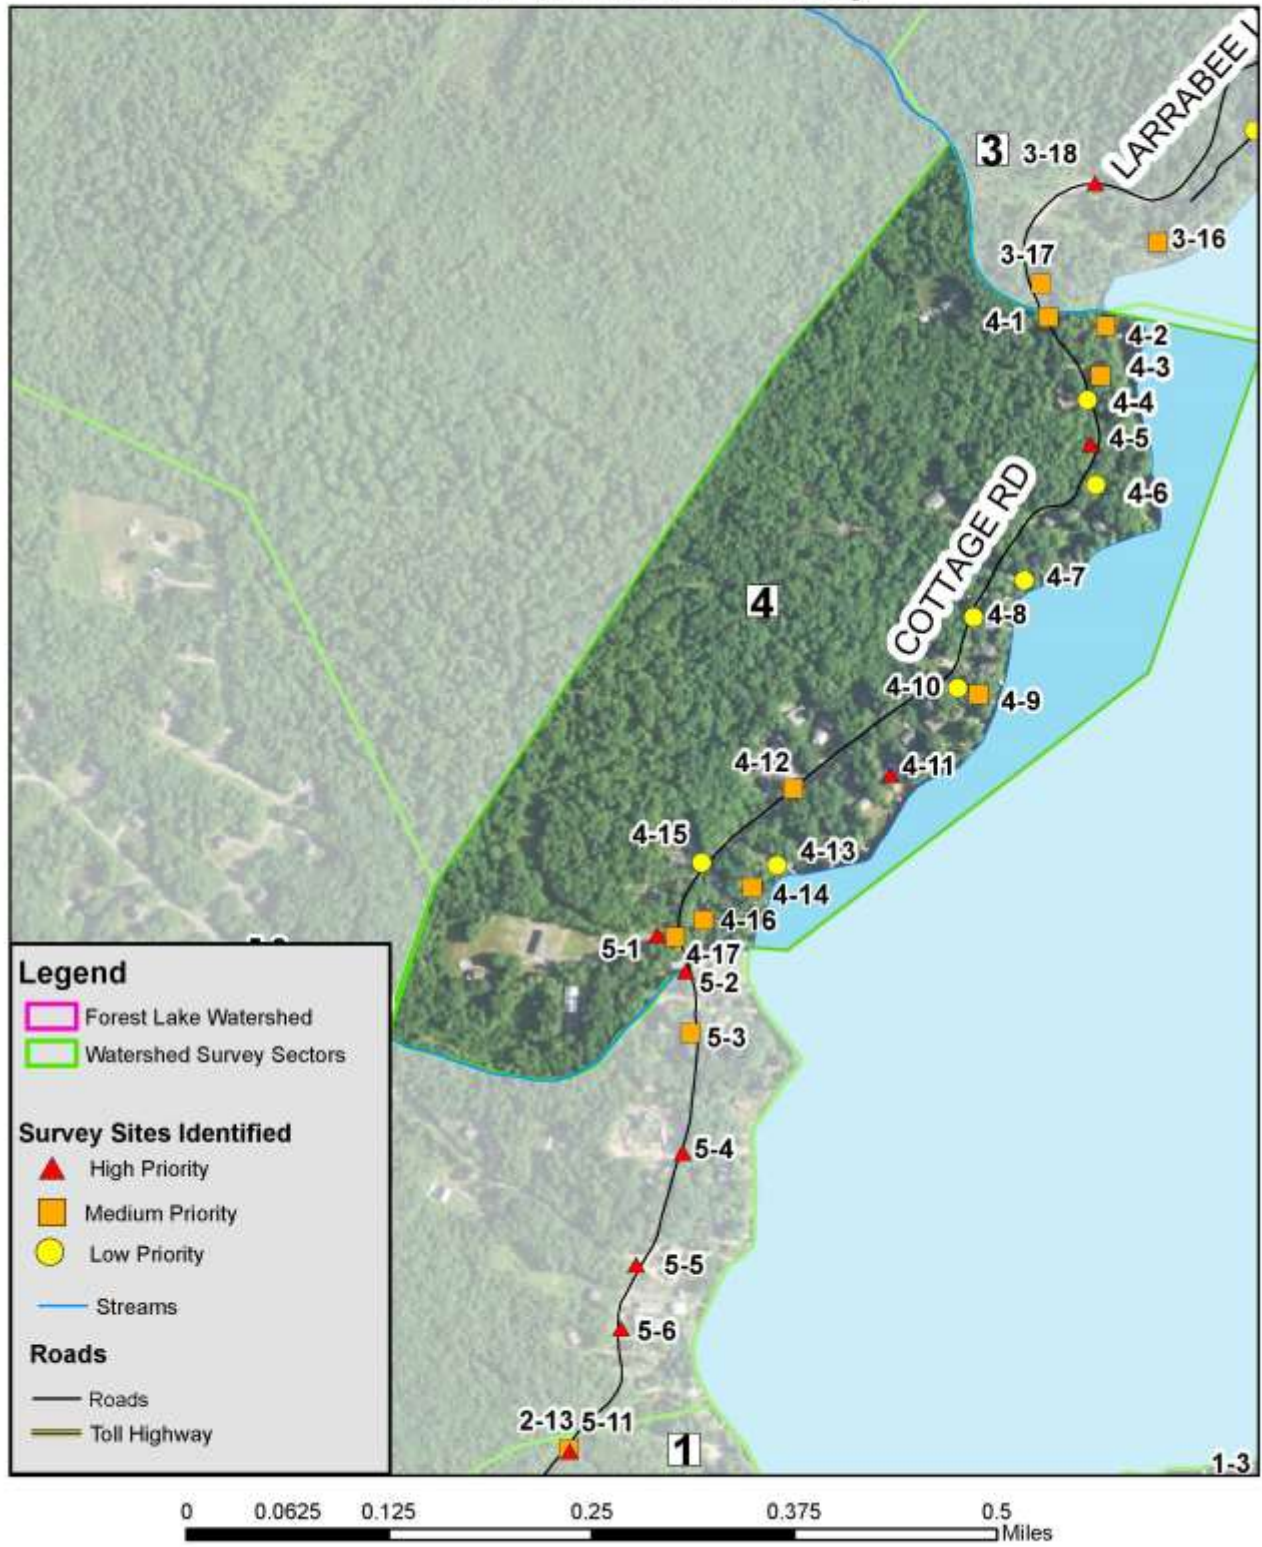 3
3-18
LARRABEE
3-16
3-17
4-1
4-2
4-3
4-4
4-5
4-6
COTTAGE RD
4-7
4
4-8
4-10
4-9
4-12
4-11
4-15
4-13
4-14
4-16
5-1
4-17
5-2
5-3
5-4
5-5
5-6
2-13 5-11
1
1-3
Legend
Forest Lake Watershed
Watershed Survey Sectors
Survey Sites Identified
High Priority
Medium Priority
Low Priority
Streams
Roads
Roads
Toll Highway
0 0.0625 0.125 0.25 0.375 0.5
Miles